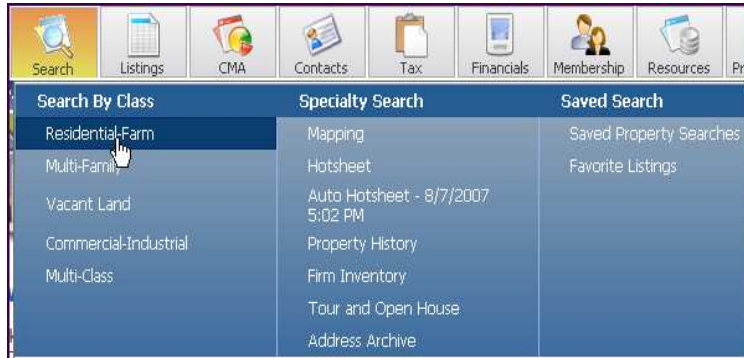 Search Listings CMA Contacts Tax Financials Membership Resources
Search By Class
Residential-Farm
Multi-Family
Vacant Land
Commercial-Industrial
Multi-Class
Specialty Search
Mapping
Hotsheet
Auto Hotsheet - 8/7/2007
5:02 PM
Property History
Firm Inventory
Tour and Open House
Address Archive
Saved Search
Saved Property Searches
Favorite Listings